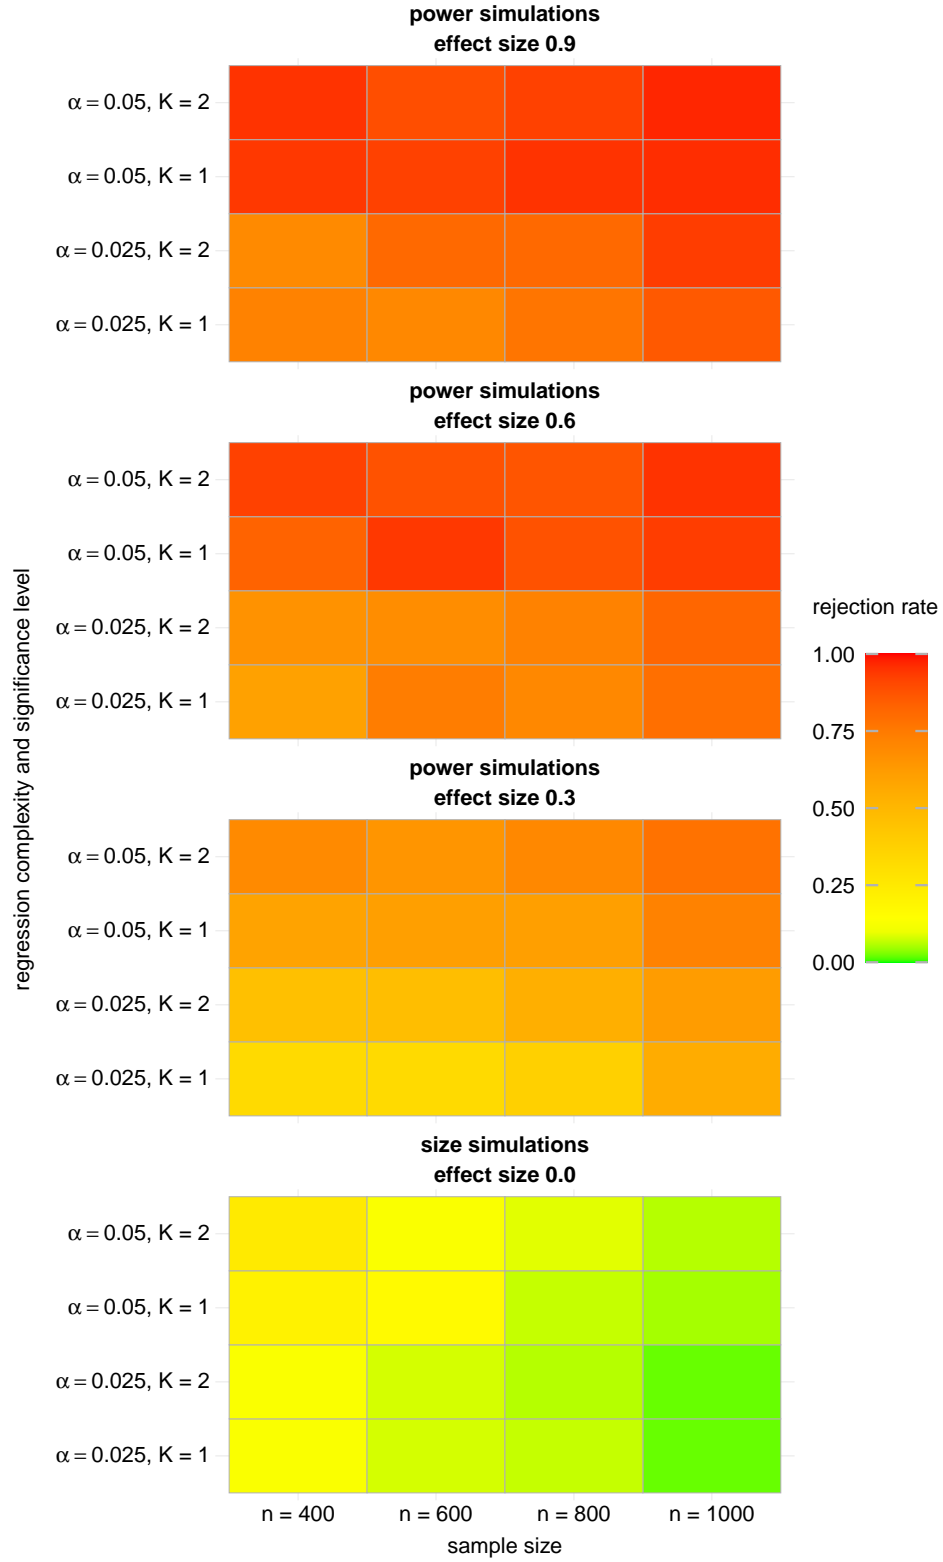 power simulations
effect size 0.9
α = 0.05, K = 2
α = 0.05, K = 1
α = 0.025, K = 2
α = 0.025, K = 1
power simulations
effect size 0.6
α = 0.05, K = 2
α = 0.05, K = 1
α = 0.025, K = 2
α = 0.025, K = 1
power simulations
effect size 0.3
α = 0.05, K = 2
α = 0.05, K = 1
α = 0.025, K = 2
α = 0.025, K = 1
size simulations
effect size 0.0
α = 0.05, K = 2
α = 0.05, K = 1
α = 0.025, K = 2
α = 0.025, K = 1
n = 400 n = 600 n = 800 n = 1000
sample size
regression complexity and significance level
rejection rate
1.00
0.75
0.50
0.25
0.00